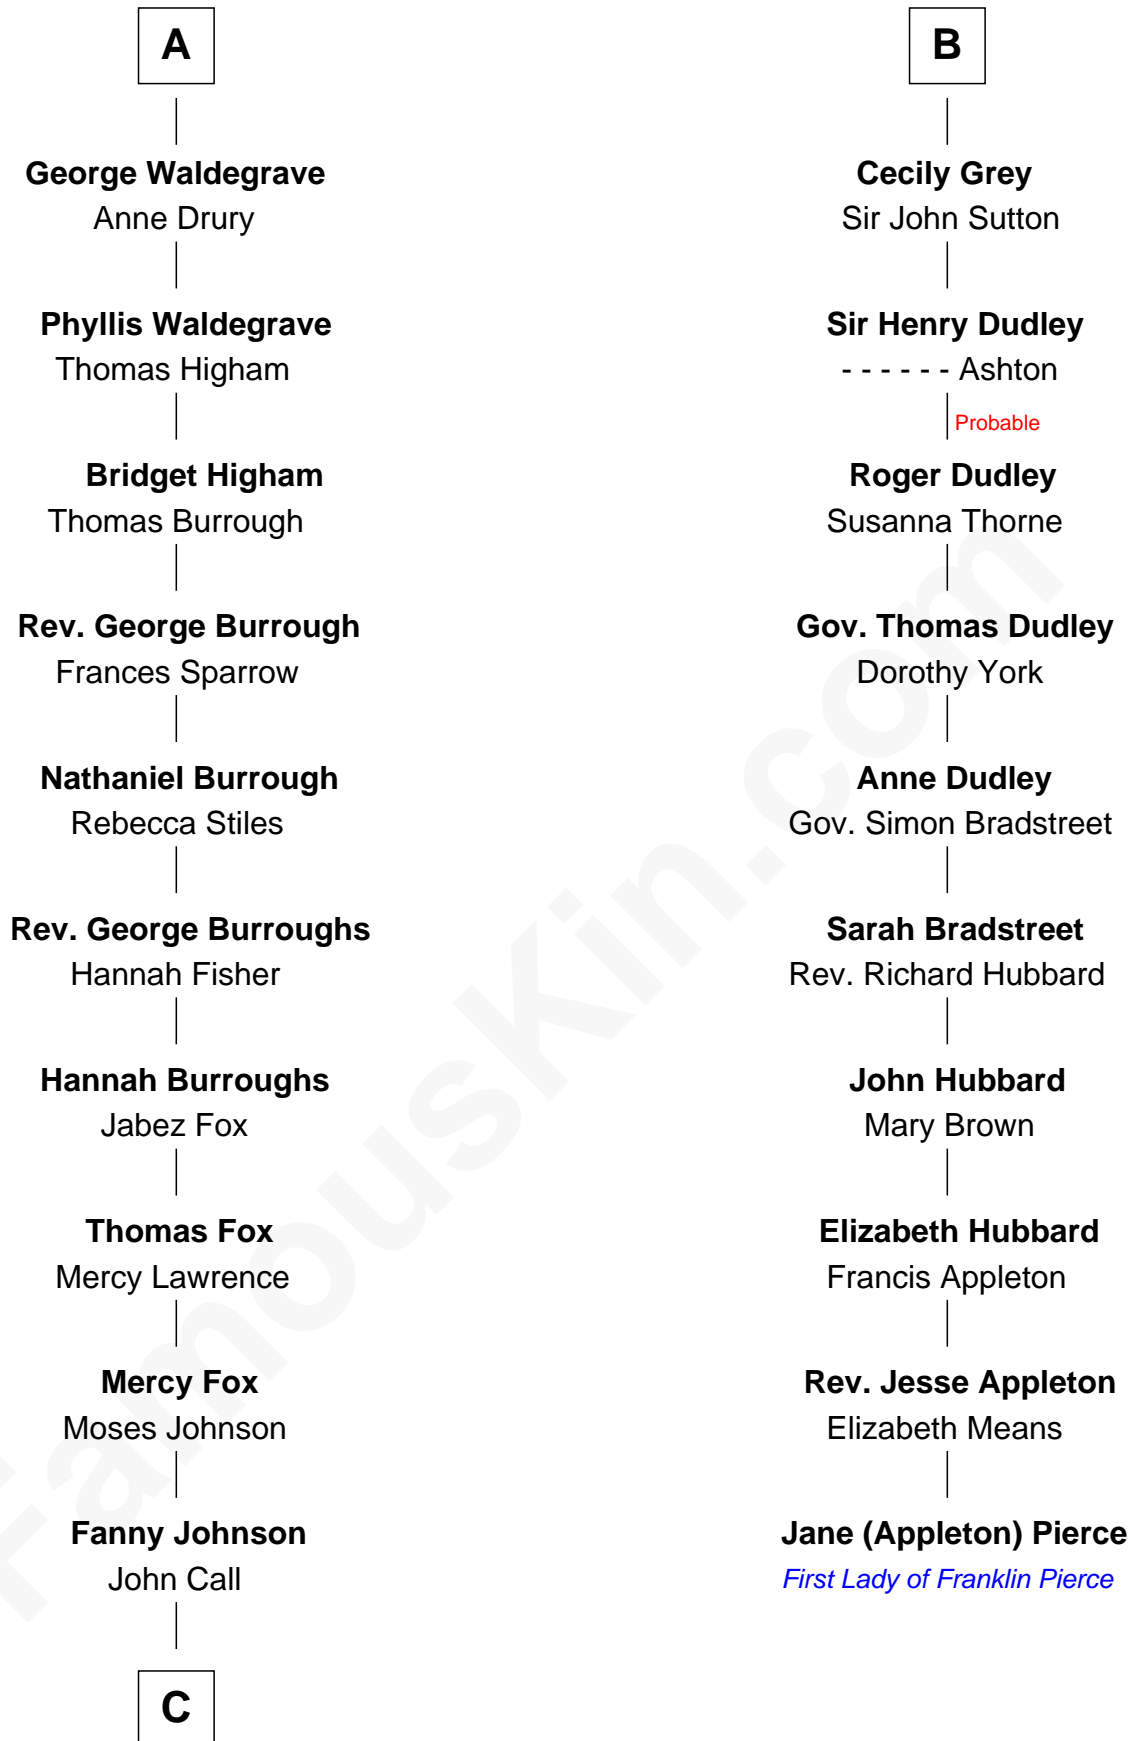 A
George Waldegrave
Anne Drury
Phyllis Waldegrave
Thomas Higham
Bridget Higham
Thomas Burrough
Rev. George Burrough
Frances Sparrow
Nathaniel Burrough
Rebecca Stiles
Rev. George Burroughs
Hannah Fisher
Hannah Burroughs
Jabez Fox
Thomas Fox
Mercy Lawrence
Mercy Fox
Moses Johnson
Fanny Johnson
John Call
C
B
Cecily Grey
Sir John Sutton
Sir Henry Dudley
- - - - - - Ashton
Probable
Roger Dudley
Susanna Thorne
Gov. Thomas Dudley
Dorothy York
Anne Dudley
Gov. Simon Bradstreet
Sarah Bradstreet
Rev. Richard Hubbard
John Hubbard
Mary Brown
Elizabeth Hubbard
Francis Appleton
Rev. Jesse Appleton
Elizabeth Means
Jane (Appleton) Pierce
First Lady of Franklin Pierce
FamousKin.com